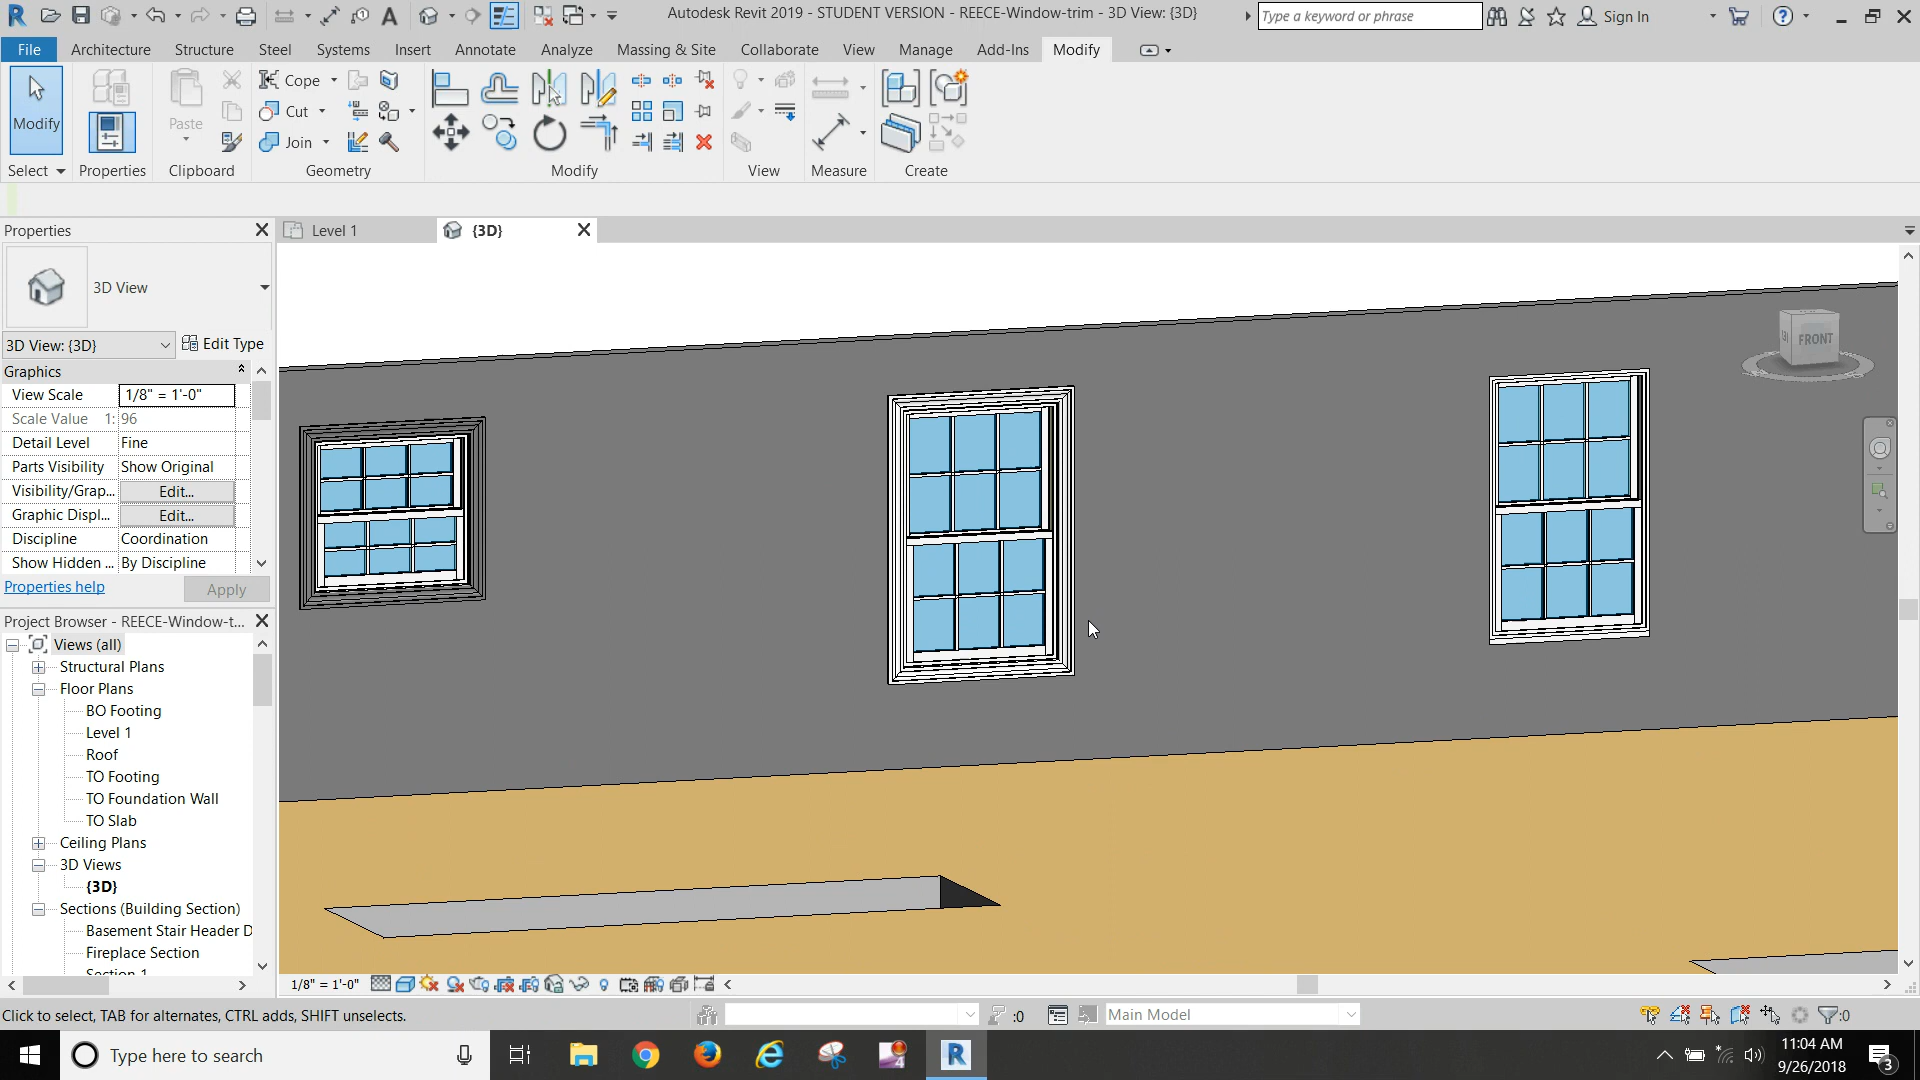 Autodesk Revit 2019 - STUDENT VERSION - REECE-Window-trim - 3D View: {3D}
Type a keyword or phrase
Sign In
File Architecture Structure Steel Systems Insert Annotate Analyze Massing & Site Collaborate View Manage Add-Ins Modify
Modify
Paste
Cope
Cut
Join
Select Properties Clipboard Geometry Modify View Measure Create
Properties
Level 1
{3D}
3D View
3D View: {3D}
Edit Type
Graphics
View Scale 1/8" = 1'-0"
Scale Value 1: 96
Detail Level Fine
Parts Visibility Show Original
Visibility/Grap... Edit...
Graphic Displ... Edit...
Discipline Coordination
Show Hidden ... By Discipline
Properties help
Apply
FRONT
Project Browser - REECE-Window-t...
Views (all)
Structural Plans
Floor Plans
BO Footing
Level 1
Roof
TO Footing
TO Foundation Wall
TO Slab
Ceiling Plans
3D Views
{3D}
Sections (Building Section)
Basement Stair Header D
Fireplace Section
Section 1
1/8" = 1'-0"
Click to select, TAB for alternates, CTRL adds, SHIFT unselects.
:0
Main Model
:0
Type here to search
11:04 AM
9/26/2018
3